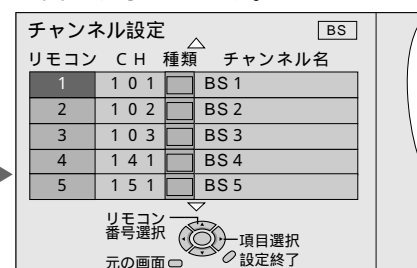 チャンネル設定 BS
リモコン CH 種類 チャンネル名
1 101 BS1
2 102 BS2
3 103 BS3
4 141 BS4
5 151 BS5
リモコン
番号選択
項目選択
元の画面 設定終了